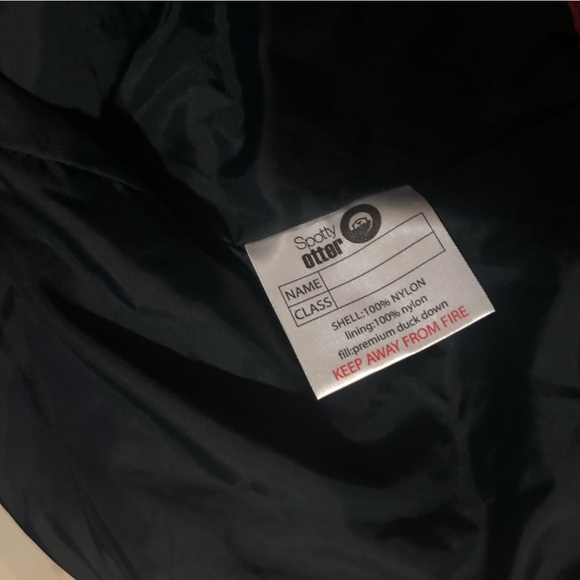 Spotty
otter
NAME
CLASS
SHELL:100% NYLON
lining:100% nylon
fill:premium duck down
KEEP AWAY FROM FIRE